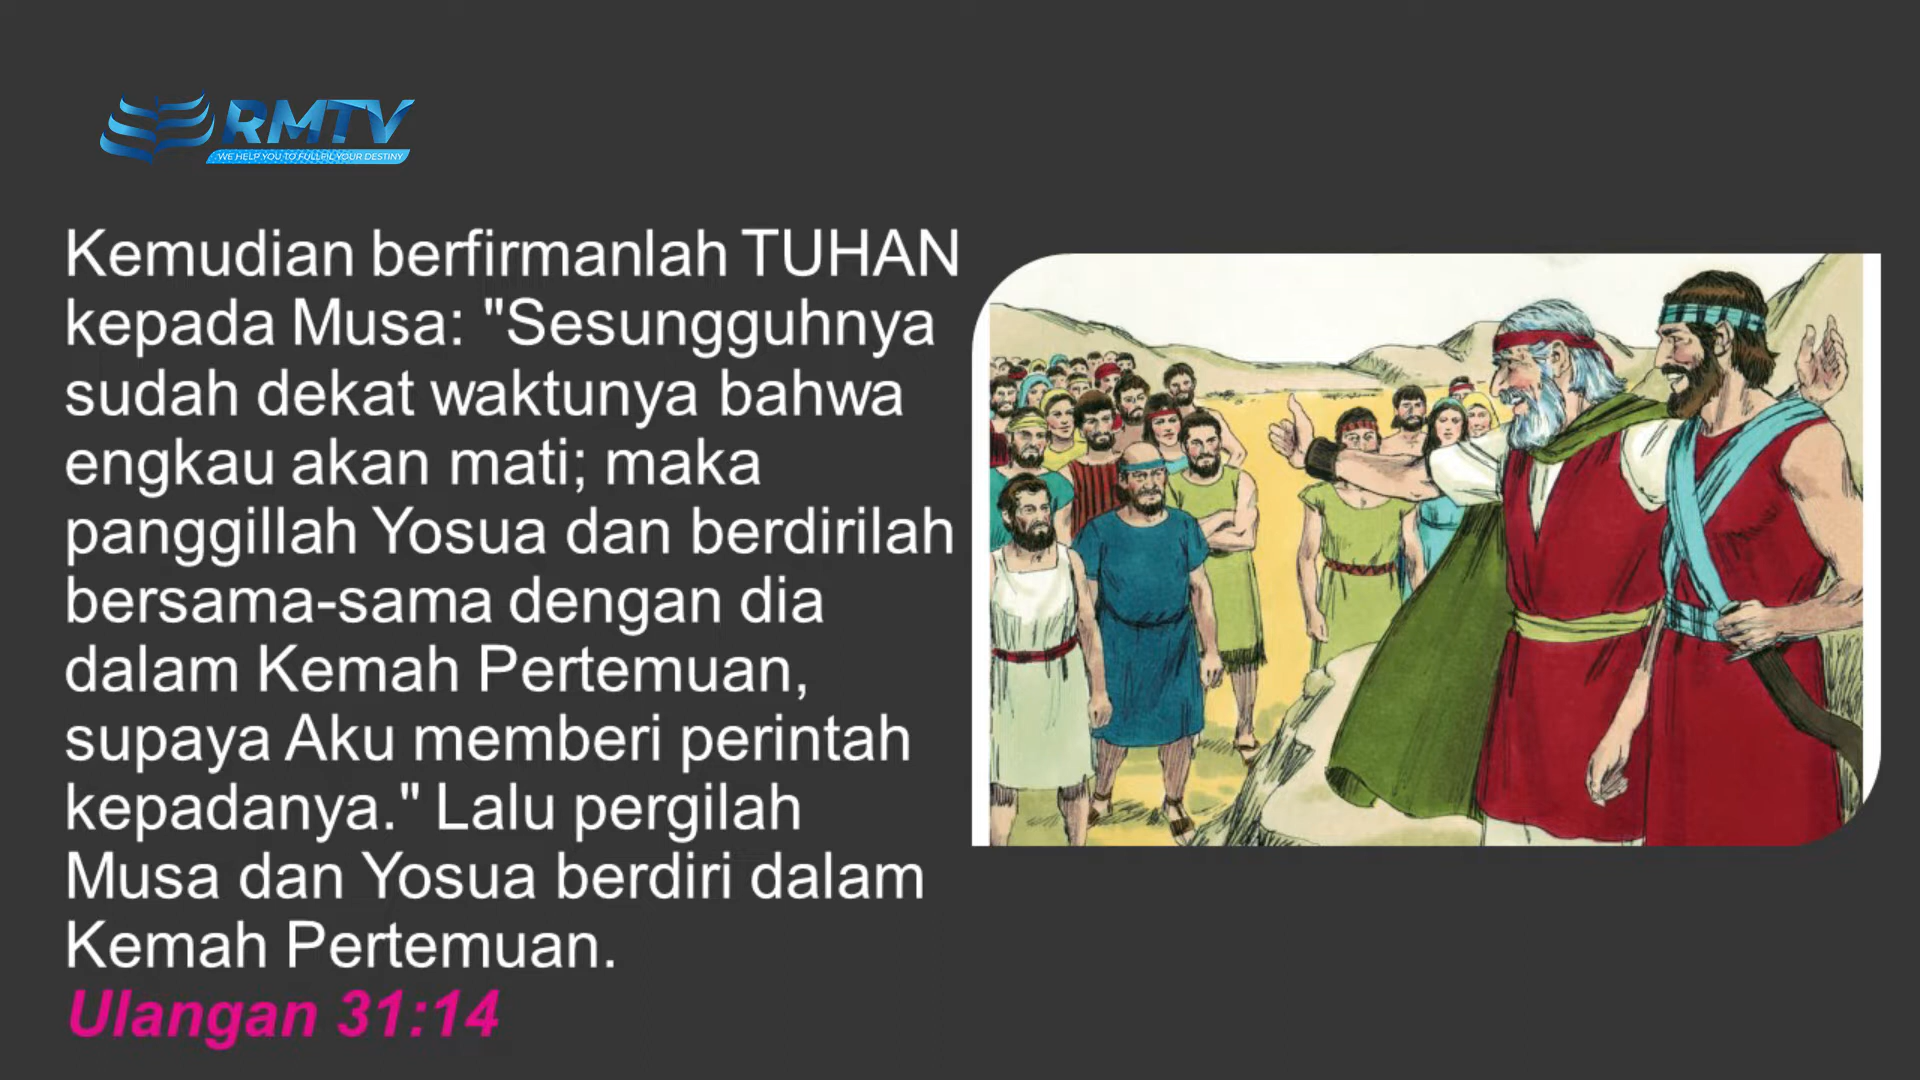 RMTV
WE HELP YOU TO FULLFIL YOUR DESTINY
Kemudian berfirmanlah TUHAN
kepada Musa: "Sesungguhnya
sudah dekat waktunya bahwa
engkau akan mati; maka
panggillah Yosua dan berdirilah
bersama-sama dengan dia
dalam Kemah Pertemuan,
supaya Aku memberi perintah
kepadanya." Lalu pergilah
Musa dan Yosua berdiri dalam
Kemah Pertemuan.
Ulangan 31:14